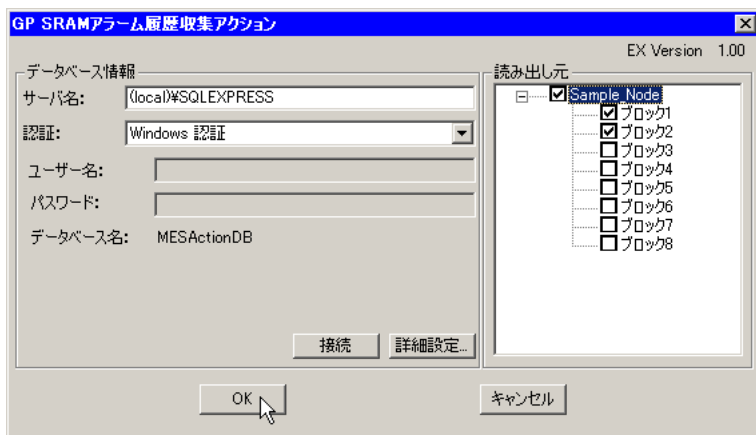 GP SRAMアラーム履歴収集アクション
EX Version 1.00
データベース情報
サーバ名: (local)¥SQLEXPRESS
認証: Windows 認証
ユーザー名:
パスワード:
データベース名: MESActionDB
接続
詳細設定...
読み出し元
Sample_Node
ブロック1
ブロック2
ブロック3
ブロック4
ブロック5
ブロック6
ブロック7
ブロック8
OK
キャンセル